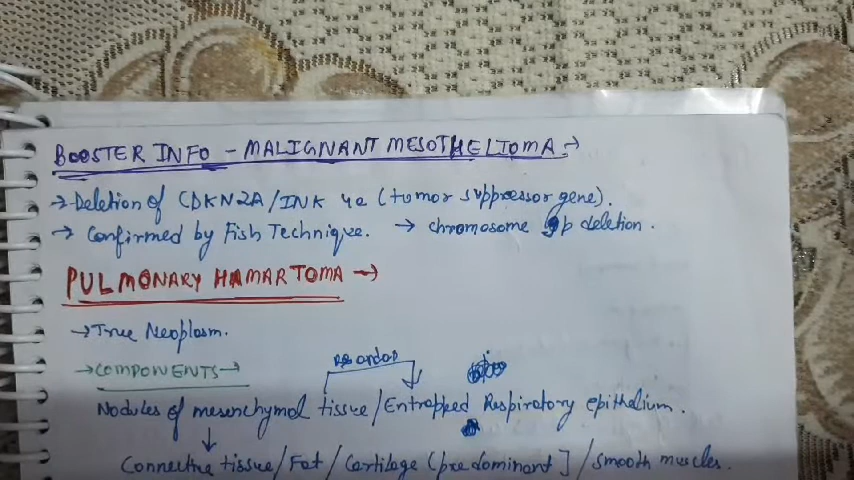 BOOSTER INFO - MALIGNANT MESOTHELIOMA →
→ Deletion of CDKN2A/INK 4a (tumor suppressor gene).
→ Confirmed by Fish Technique. → chromosome 9p deletion.
PULMONARY HAMARTOMA →
→ True Neoplasm.
→ COMPONENTS →
Nodules of mesenchymal tissue / Entrapped Respiratory epithelium.
Connective tissue / Fat / Cartilage (predominant] / smooth muscles.